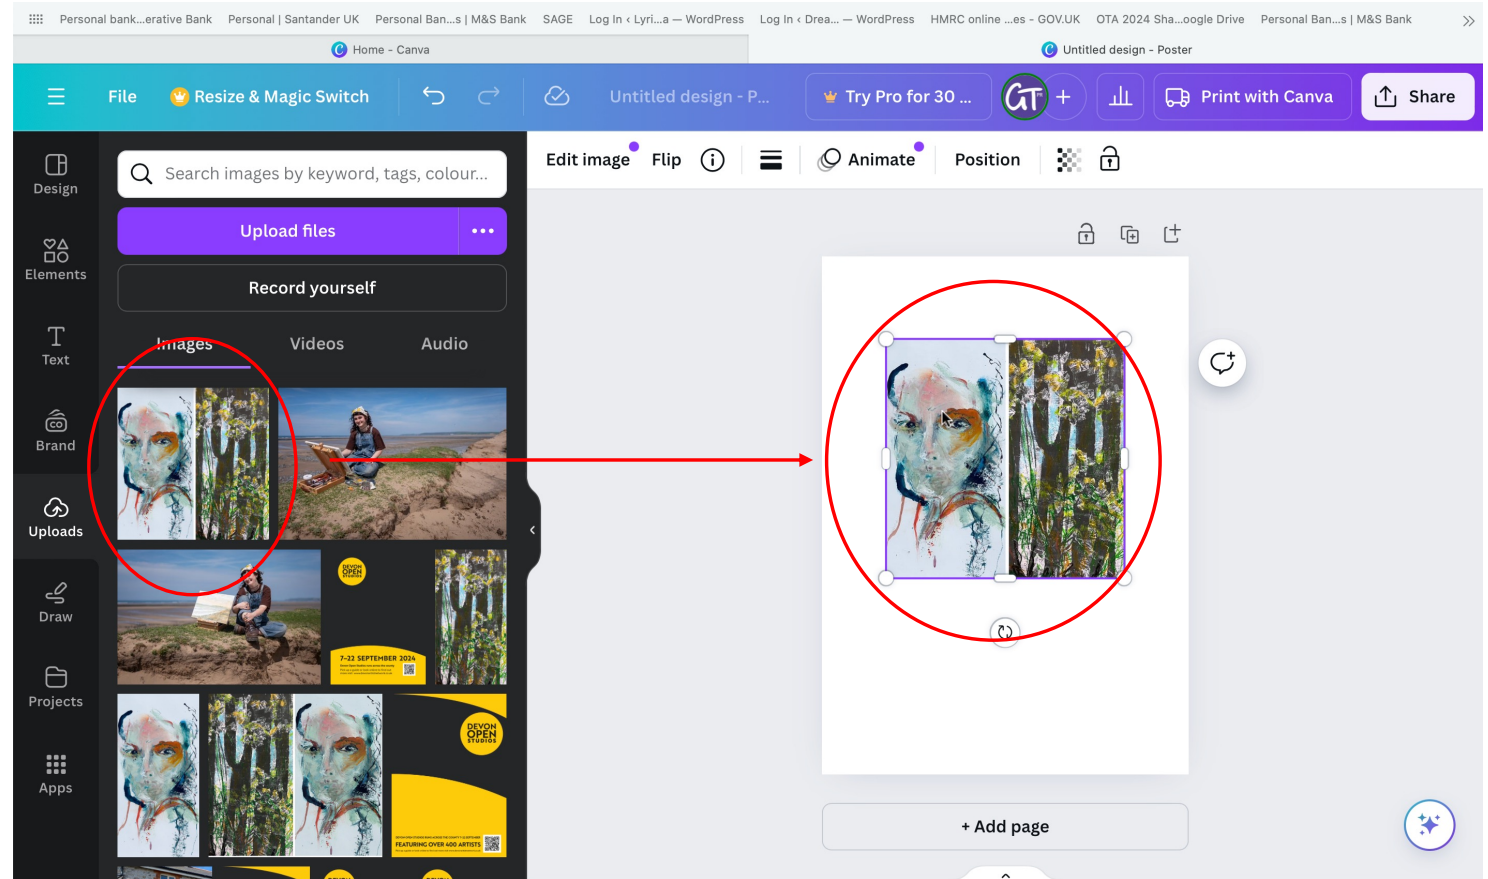 Personal bank...erative Bank Personal | Santander UK Personal Ban...s | M&S Bank SAGE Log In ‹ Lyri...a — WordPress Log In ‹ Drea... — WordPress HMRC online ...es - GOV.UK OTA 2024 Sha...oogle Drive Personal Ban...s | M&S Bank
Home - Canva Untitled design - Poster
File Resize & Magic Switch Untitled design - P... Try Pro for 30 ... GT + Print with Canva Share
Design
Elements
Text
Brand
Uploads
Draw
Projects
Apps
Search images by keyword, tags, colour...
Upload files
Record yourself
Images Videos Audio
DEVON
OPEN
STUDIOS
7-22 SEPTEMBER 2024
DEVON
OPEN
STUDIOS
FEATURING OVER 400 ARTISTS
Edit image Flip Animate Position
+ Add page